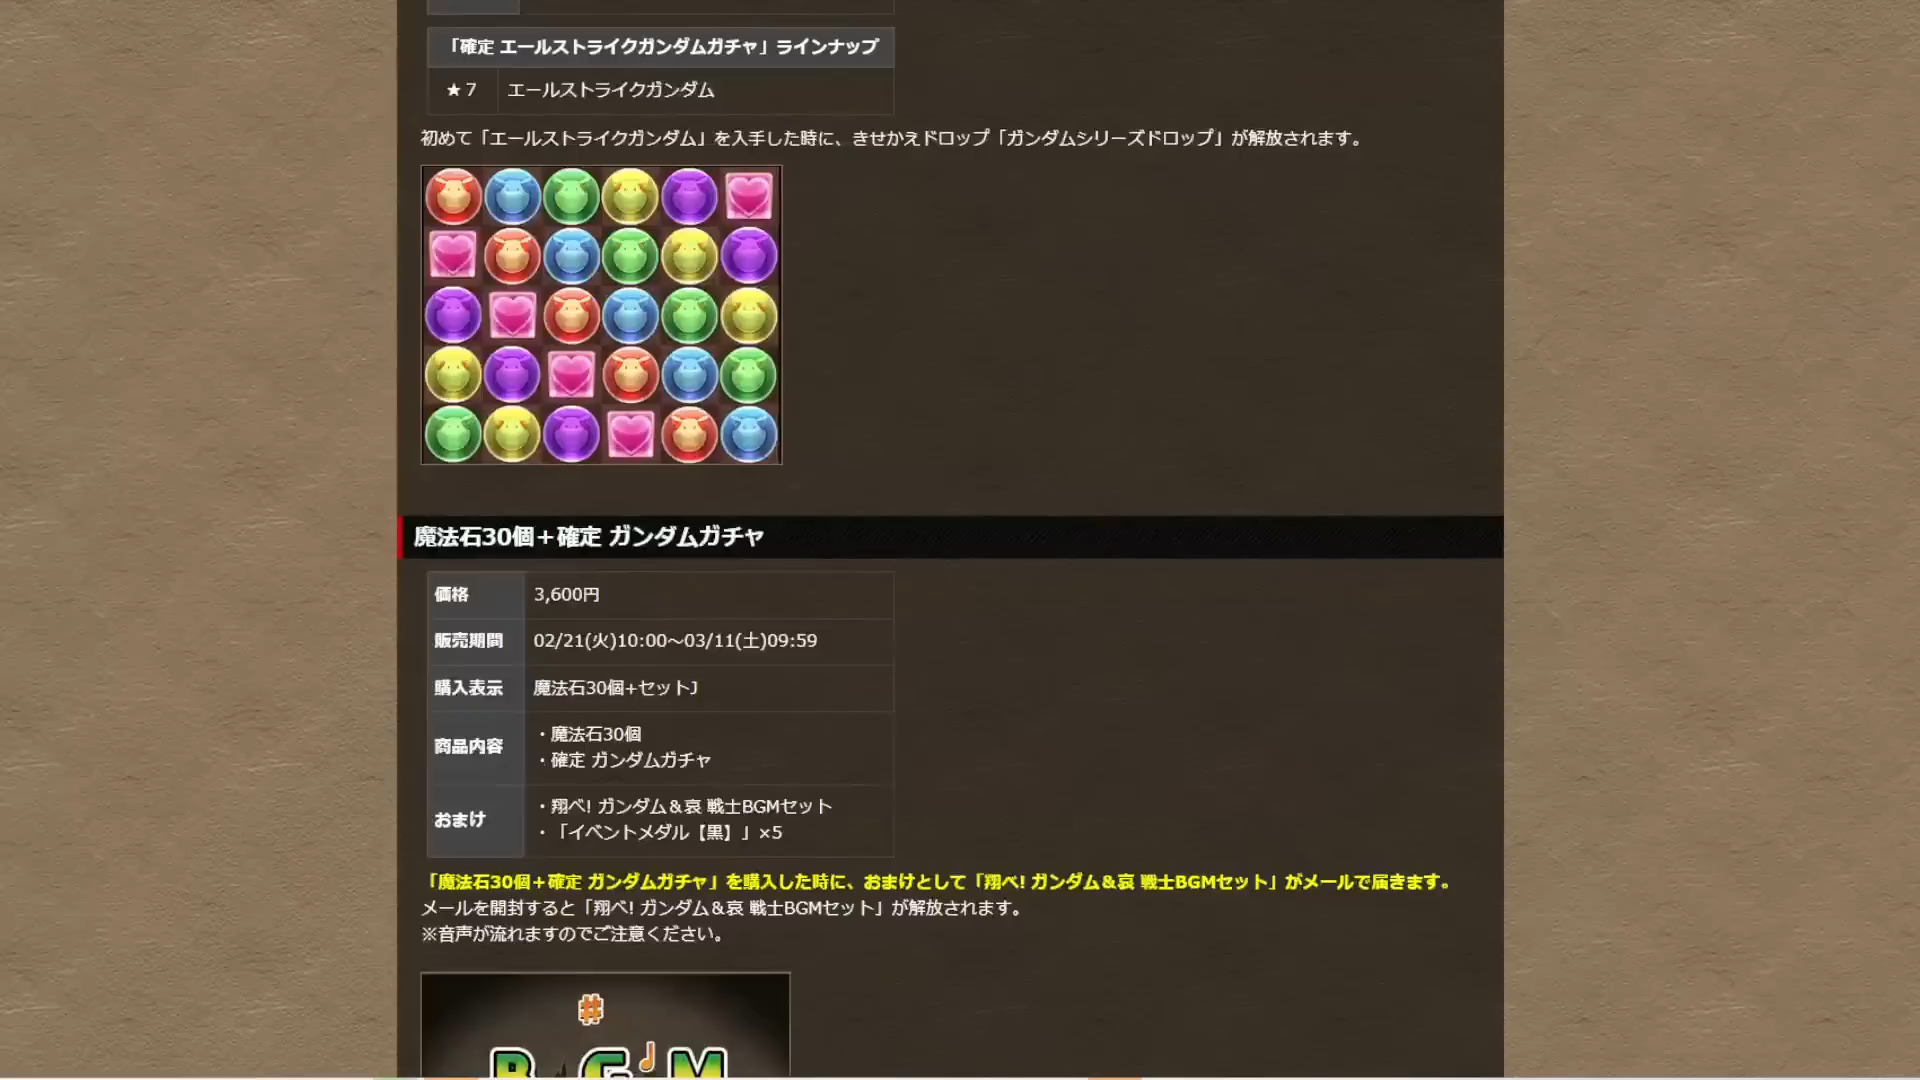 「確定 エールストライクガンダムガチャ」ラインナップ
★７ エールストライクガンダム
初めて「エールストライクガンダム」を入手した時に、きせかえドロップ「ガンダムシリーズドロップ」が解放されます。
魔法石30個＋確定 ガンダムガチャ
価格 3,600円
販売期間 02/21(火)10:00～03/11(土)09:59
購入表示 魔法石30個+セットJ
商品内容
・魔法石30個
・確定 ガンダムガチャ
おまけ
・翔べ! ガンダム＆哀 戦士BGMセット
・「イベントメダル【黒】」×5
「魔法石30個＋確定 ガンダムガチャ」を購入した時に、おまけとして「翔べ! ガンダム＆哀 戦士BGMセット」がメールで届きます。
メールを開封すると「翔べ! ガンダム＆哀 戦士BGMセット」が解放されます。
※音声が流れますのでご注意ください。
BGM